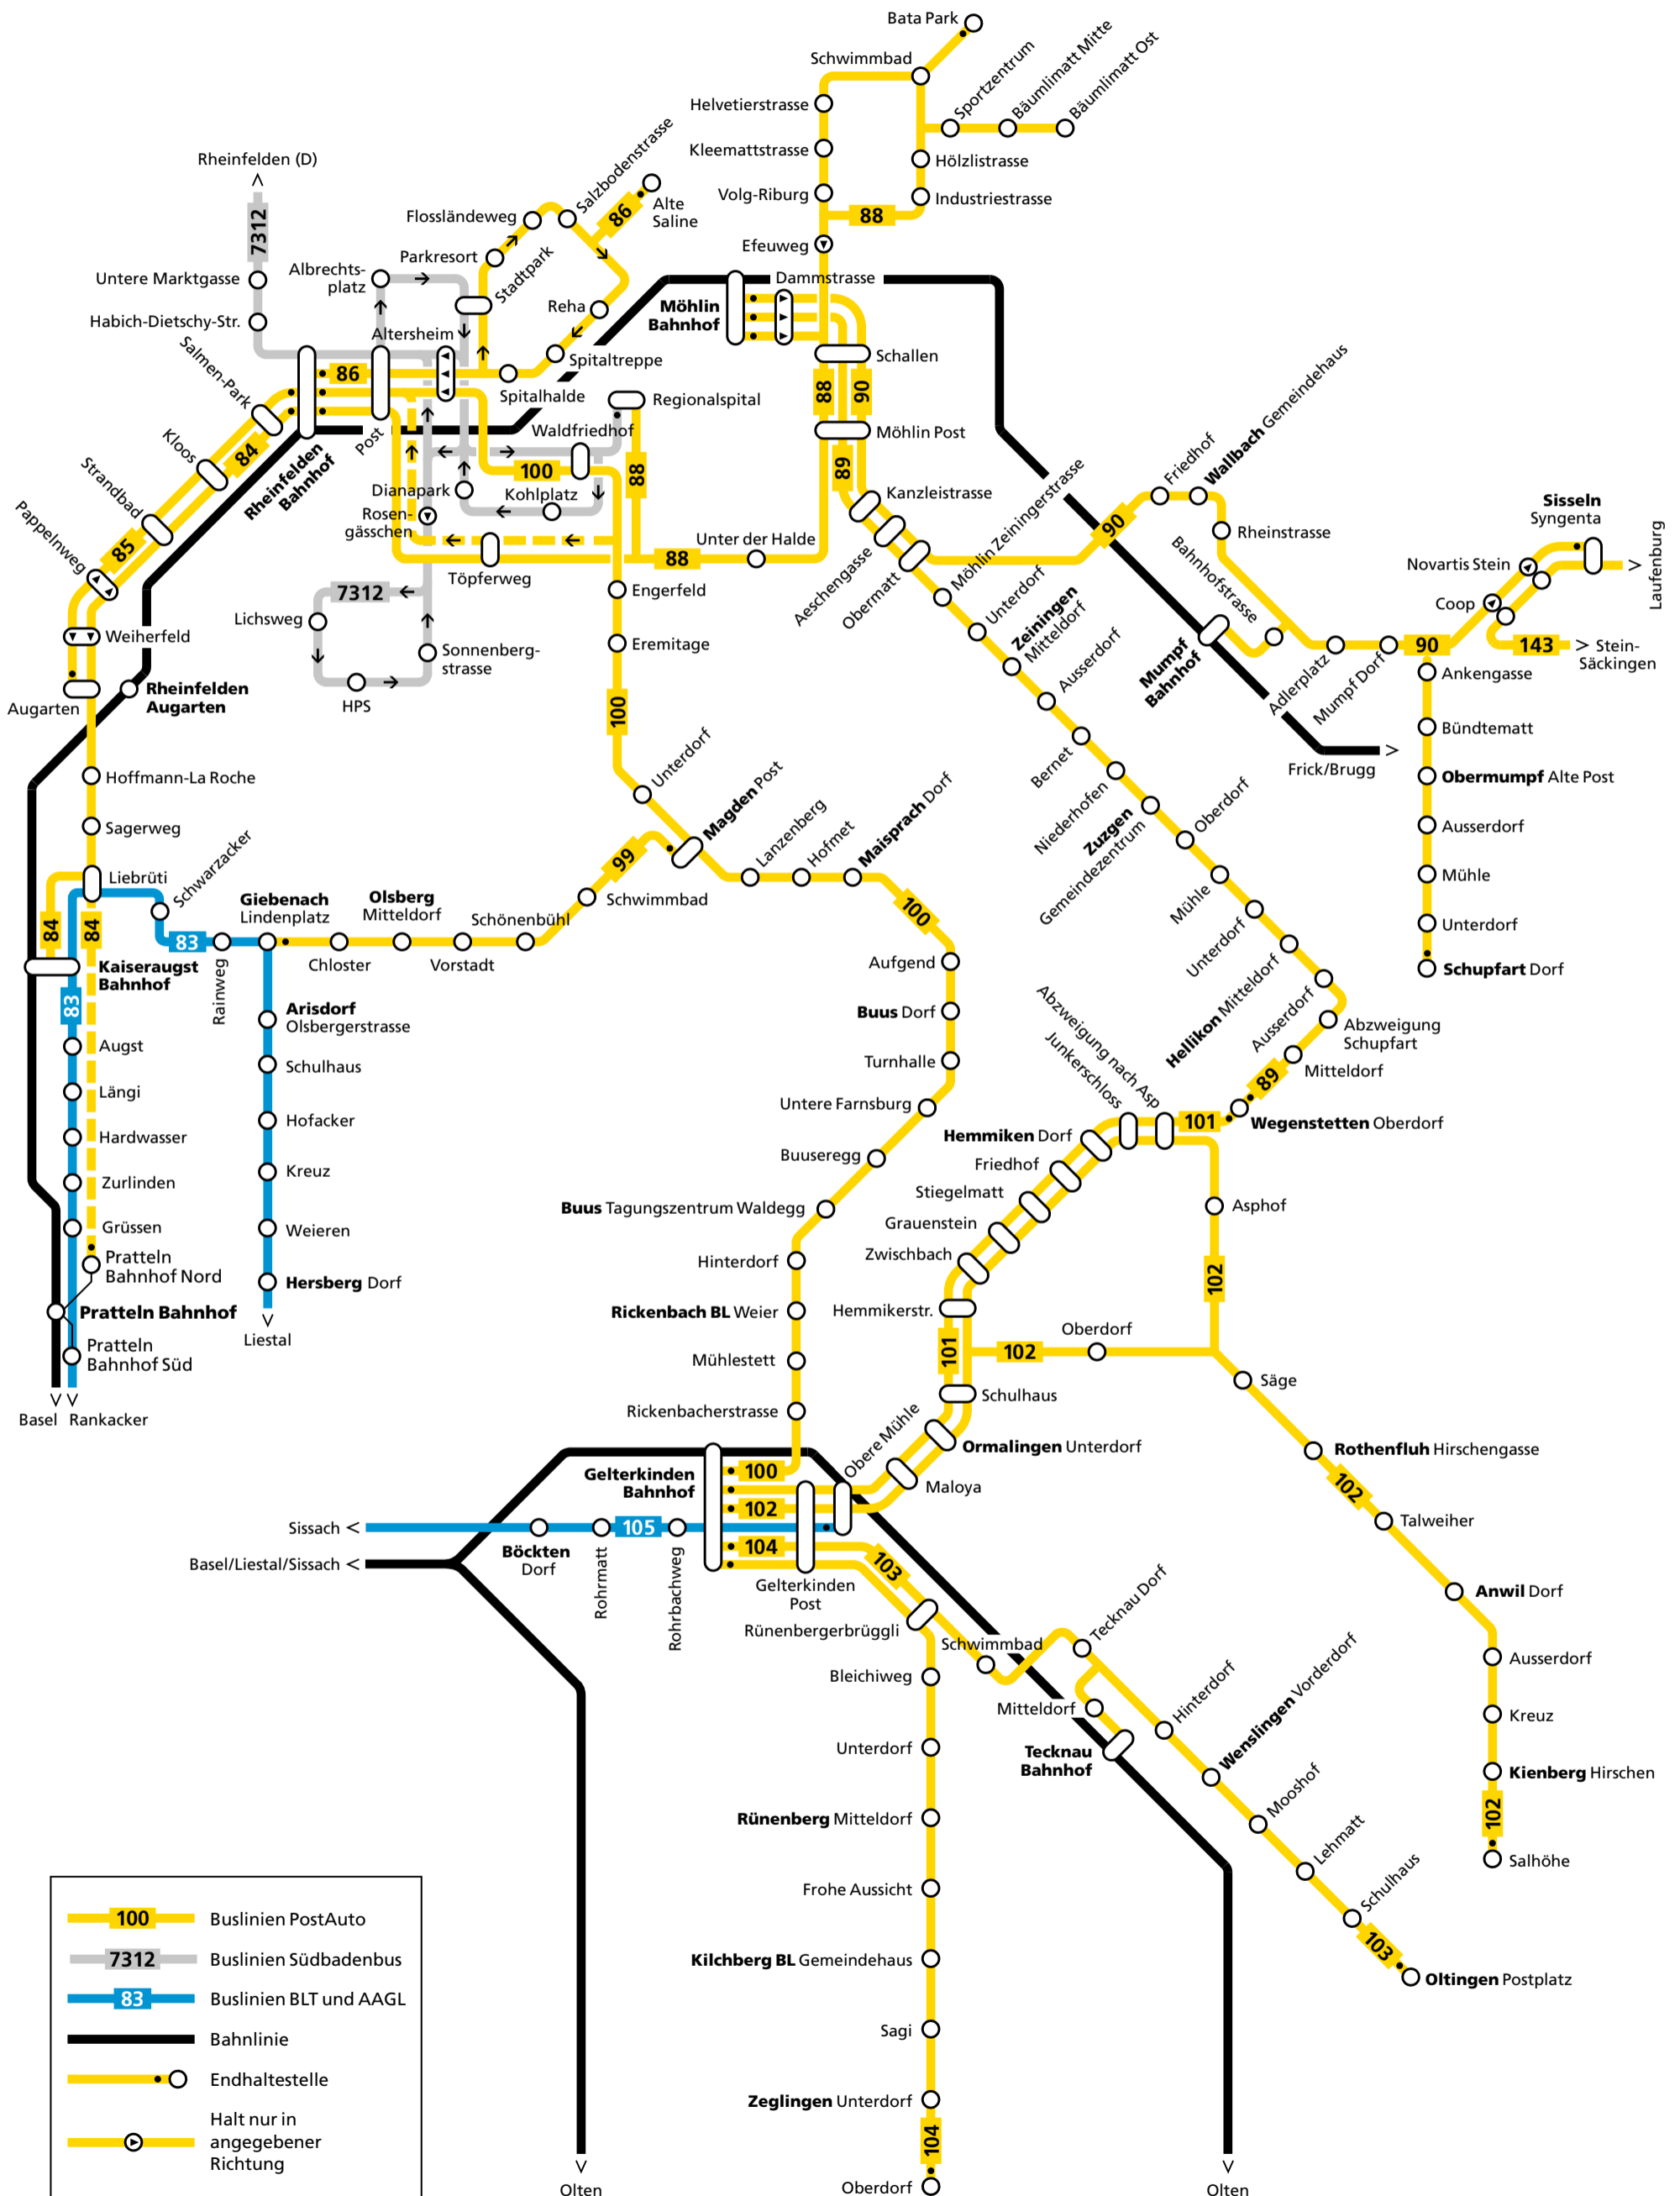 Bata Park
Schwimmbad
Sportzentrum
Bäumlimatt Mitte
Bäumlimatt Ost
Helvetierstrasse
Kleemattstrasse
Hölzlistrasse
Volg-Riburg
Industriestrasse
88
Efeuweg
Dammstrasse
Möhlin
Bahnhof
Schallen
88
90
Möhlin Post
89
Kanzleistrasse
Aeschengasse
Obermatt
Rheinfelden (D)
7312
Untere Marktgasse
Habich-Dietschy-Str.
Albrechts-
platz
Altersheim
Flossländeweg
Salzbodenstrasse
86
Alte
Saline
Parkresort
Stadtpark
Reha
Spitaltreppe
Spitalhalde
Regionalspital
Waldfriedhof
86
Salmen-Park
84
Kloos
Strandbad
85
Pappelnweg
Rheinfelden
Bahnhof
Post
100
88
Dianapark
Kohlplatz
Rosen-
gässchen
Töpferweg
88
Unter der Halde
7312
Lichsweg
Sonnenberg-
strasse
HPS
Engerfeld
Eremitage
100
Weiherfeld
Augarten
Rheinfelden
Augarten
Hoffmann-La Roche
Sagerweg
Liebrüti
Schwarzacker
84
84
83
Rainweg
Kaiseraugst
Bahnhof
83
Augst
Längi
Hardwasser
Zurlinden
Grüssen
Pratteln
Bahnhof Nord
Pratteln Bahnhof
Pratteln
Bahnhof Süd
Basel
Rankacker
Giebenach
Lindenplatz
Olsberg
Mitteldorf
Chloster
Vorstadt
Schönenbühl
Schwimmbad
99
Arisdorf
Olsbergerstrasse
Schulhaus
Hofacker
Kreuz
Weieren
Hersberg Dorf
Liestal
Unterdorf
Magden Post
Lanzenberg
Hofmet
Maisprach Dorf
100
Aufgend
Buus Dorf
Turnhalle
Untere Farnsburg
Buuseregg
Buus Tagungszentrum Waldegg
Hinterdorf
Rickenbach BL Weier
Mühlestett
Rickenbacherstrasse
Möhlin Zeiningerstrasse
Unterdorf
Zeiningen
Mitteldorf
Ausserdorf
Bernet
Niederhofen
Zuzgen
Gemeindezentrum
Oberdorf
Mühle
Unterdorf
Hellikon Mitteldorf
Ausserdorf
Abzweigung
Schupfart
Mitteldorf
89
Wegenstetten Oberdorf
90
Friedhof
Wallbach Gemeindehaus
Rheinstrasse
Bahnhofstrasse
Mumpf
Bahnhof
Adlerplatz
Mumpf Dorf
90
Frick/Brugg
Sisseln
Syngenta
Novartis Stein
Coop
Laufenburg
143
Stein-
Säckingen
Ankengasse
Bündtematt
Obermumpf Alte Post
Ausserdorf
Mühle
Unterdorf
Schupfart Dorf
101
Abzweigung nach Asp
Junkerschloss
Hemmiken Dorf
Friedhof
Stiegelmatt
Grauenstein
Zwischbach
Hemmikerstr.
101
Asphof
102
102
Oberdorf
Säge
Schulhaus
Ormalingen Unterdorf
Maloya
Obere Mühle
Rothenfluh Hirschengasse
102
Talweiher
Anwil Dorf
Ausserdorf
Kreuz
Kienberg Hirschen
102
Salhöhe
Gelterkinden
Bahnhof
100
102
104
Sissach
105
Basel/Liestal/Sissach
Böckten
Dorf
Rohrmatt
Rohrbachweg
Gelterkinden
Post
103
Rünenbergerbrüggli
Schwimmbad
Tecknau Dorf
Mitteldorf
Tecknau
Bahnhof
Hinterdorf
Wenslingen Vorderdorf
Mooshof
Lehmatt
Schulhaus
103
Oltingen Postplatz
Bleichiweg
Unterdorf
Rünenberg Mitteldorf
Frohe Aussicht
Kilchberg BL Gemeindehaus
Sagi
Zeglingen Unterdorf
104
Oberdorf
Olten
Olten
100 Buslinien PostAuto
7312 Buslinien Südbadenbus
83 Buslinien BLT und AAGL
Bahnlinie
Endhaltestelle
Halt nur in
angegebener
Richtung